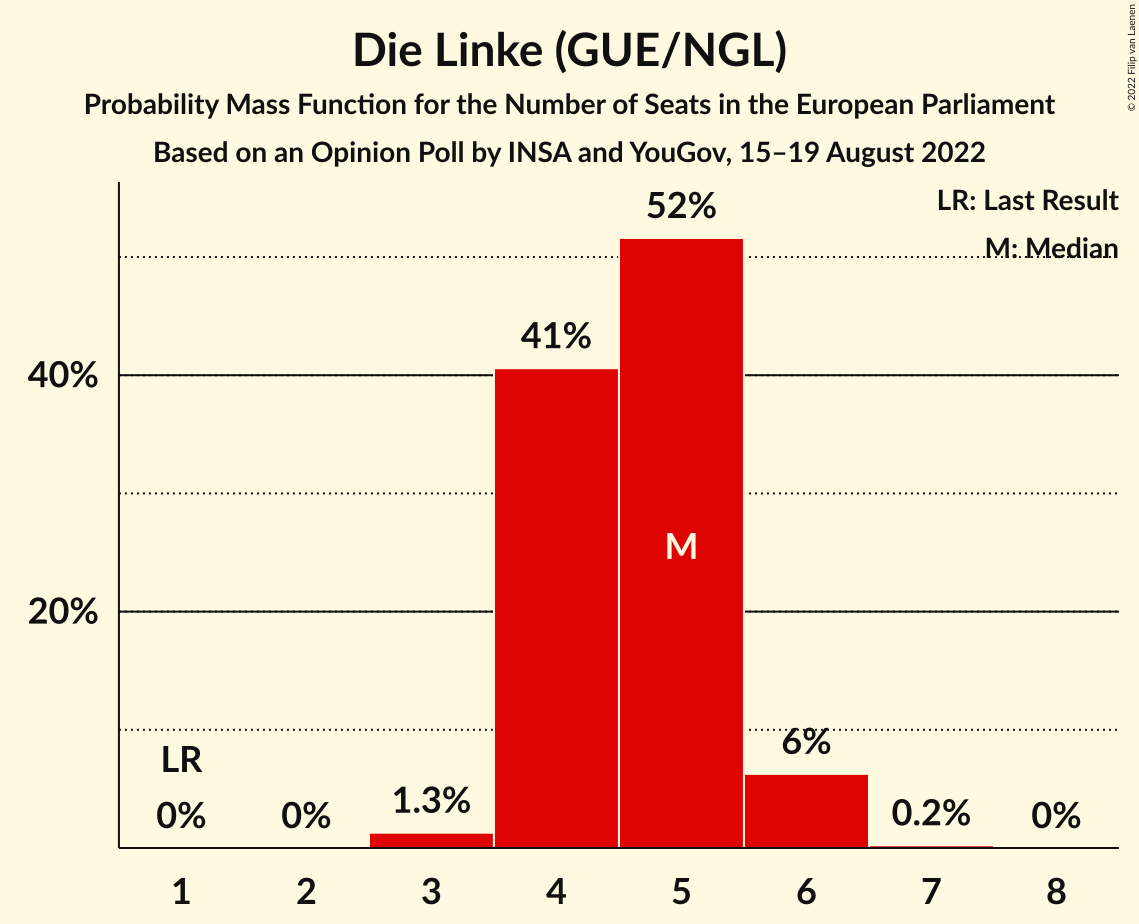 Die Linke (GUE/NGL)
Probability Mass Function for the Number of Seats in the European Parliament
Based on an Opinion Poll by INSA and YouGov, 15–19 August 2022
© 2022 Filip van Laenen
LR: Last Result
M: Median
52%
41%
40%
M
20%
LR
6%
0%
0%
1.3%
0.2%
0%
1 2 3 4 5 6 7 8